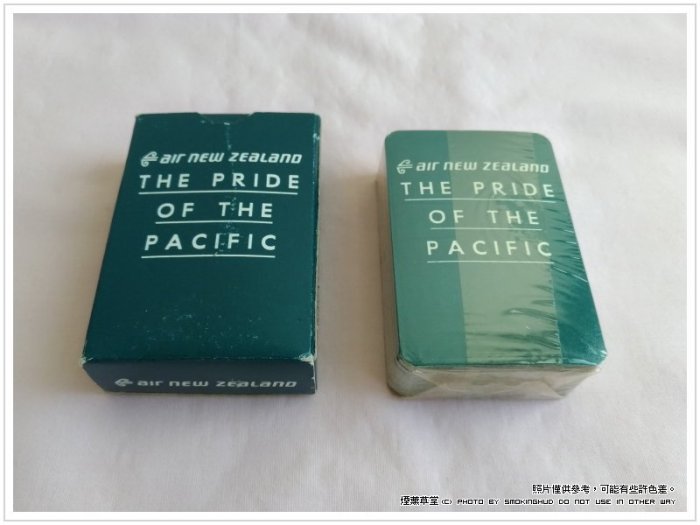 air new zealand
THE PRIDE
OF THE
PACIFIC
air new zealand
air new zealand
THE PRIDE
OF THE
PACIFIC
照片僅供參考，可能有些許色差。
煙燻草堂 (C) PHOTO BY SMOKINGHUD DO NOT USE IN OTHER WAY